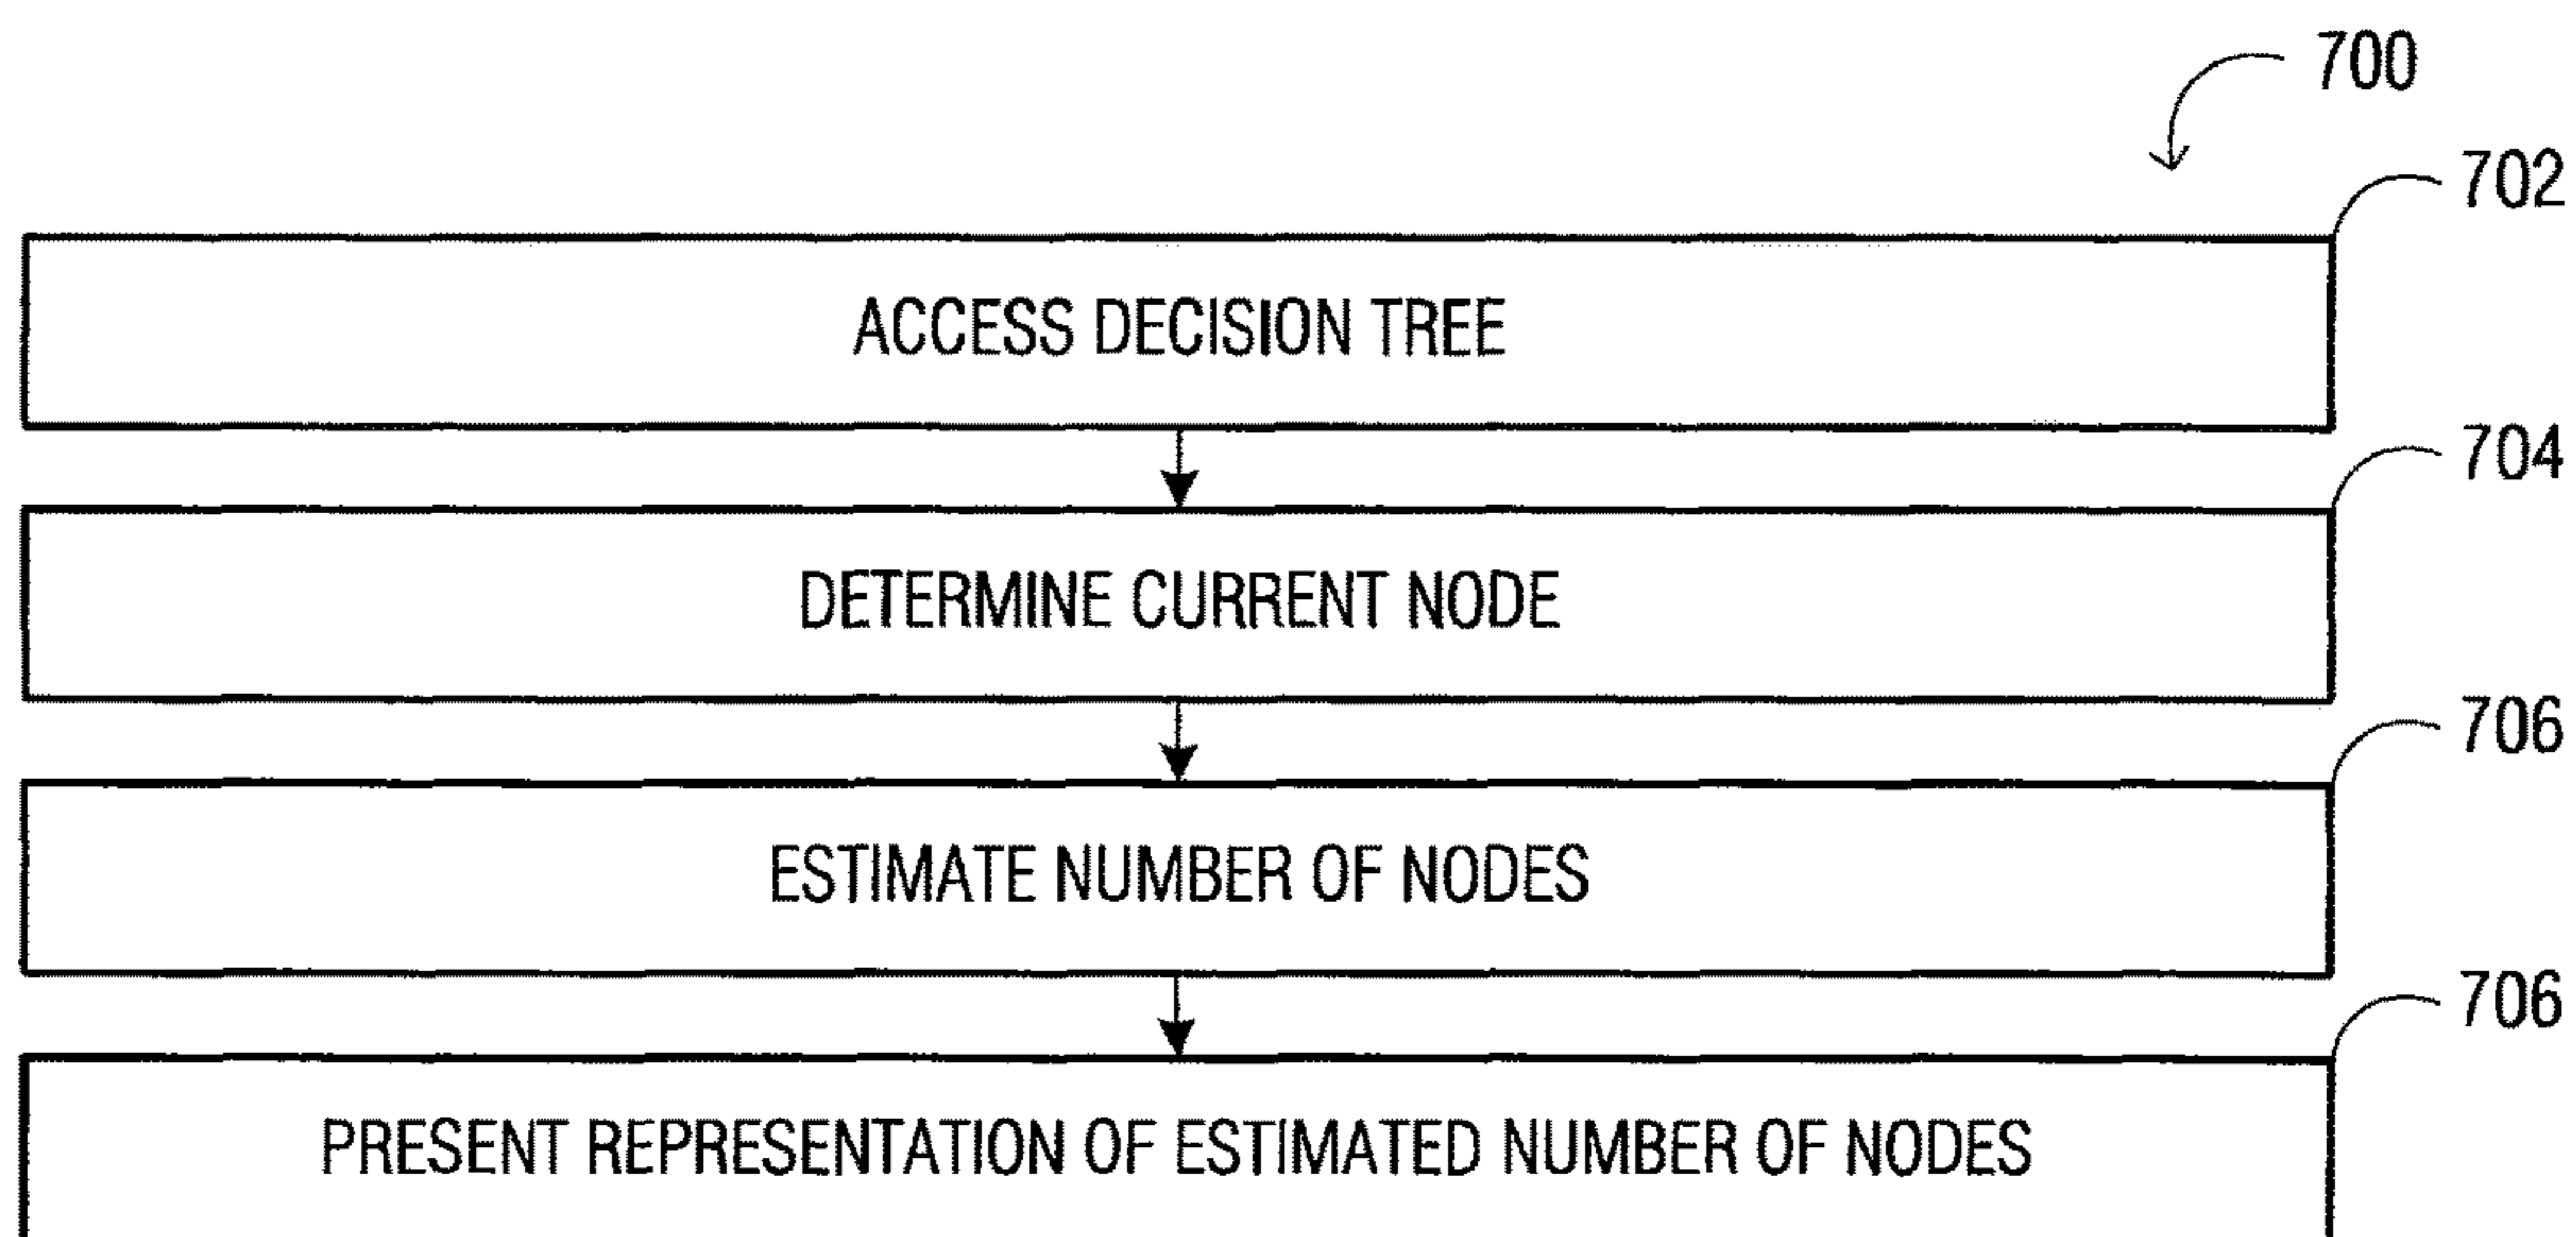 700
702
ACCESS DECISION TREE
704
DETERMINE CURRENT NODE
706
ESTIMATE NUMBER OF NODES
706
PRESENT REPRESENTATION OF ESTIMATED NUMBER OF NODES